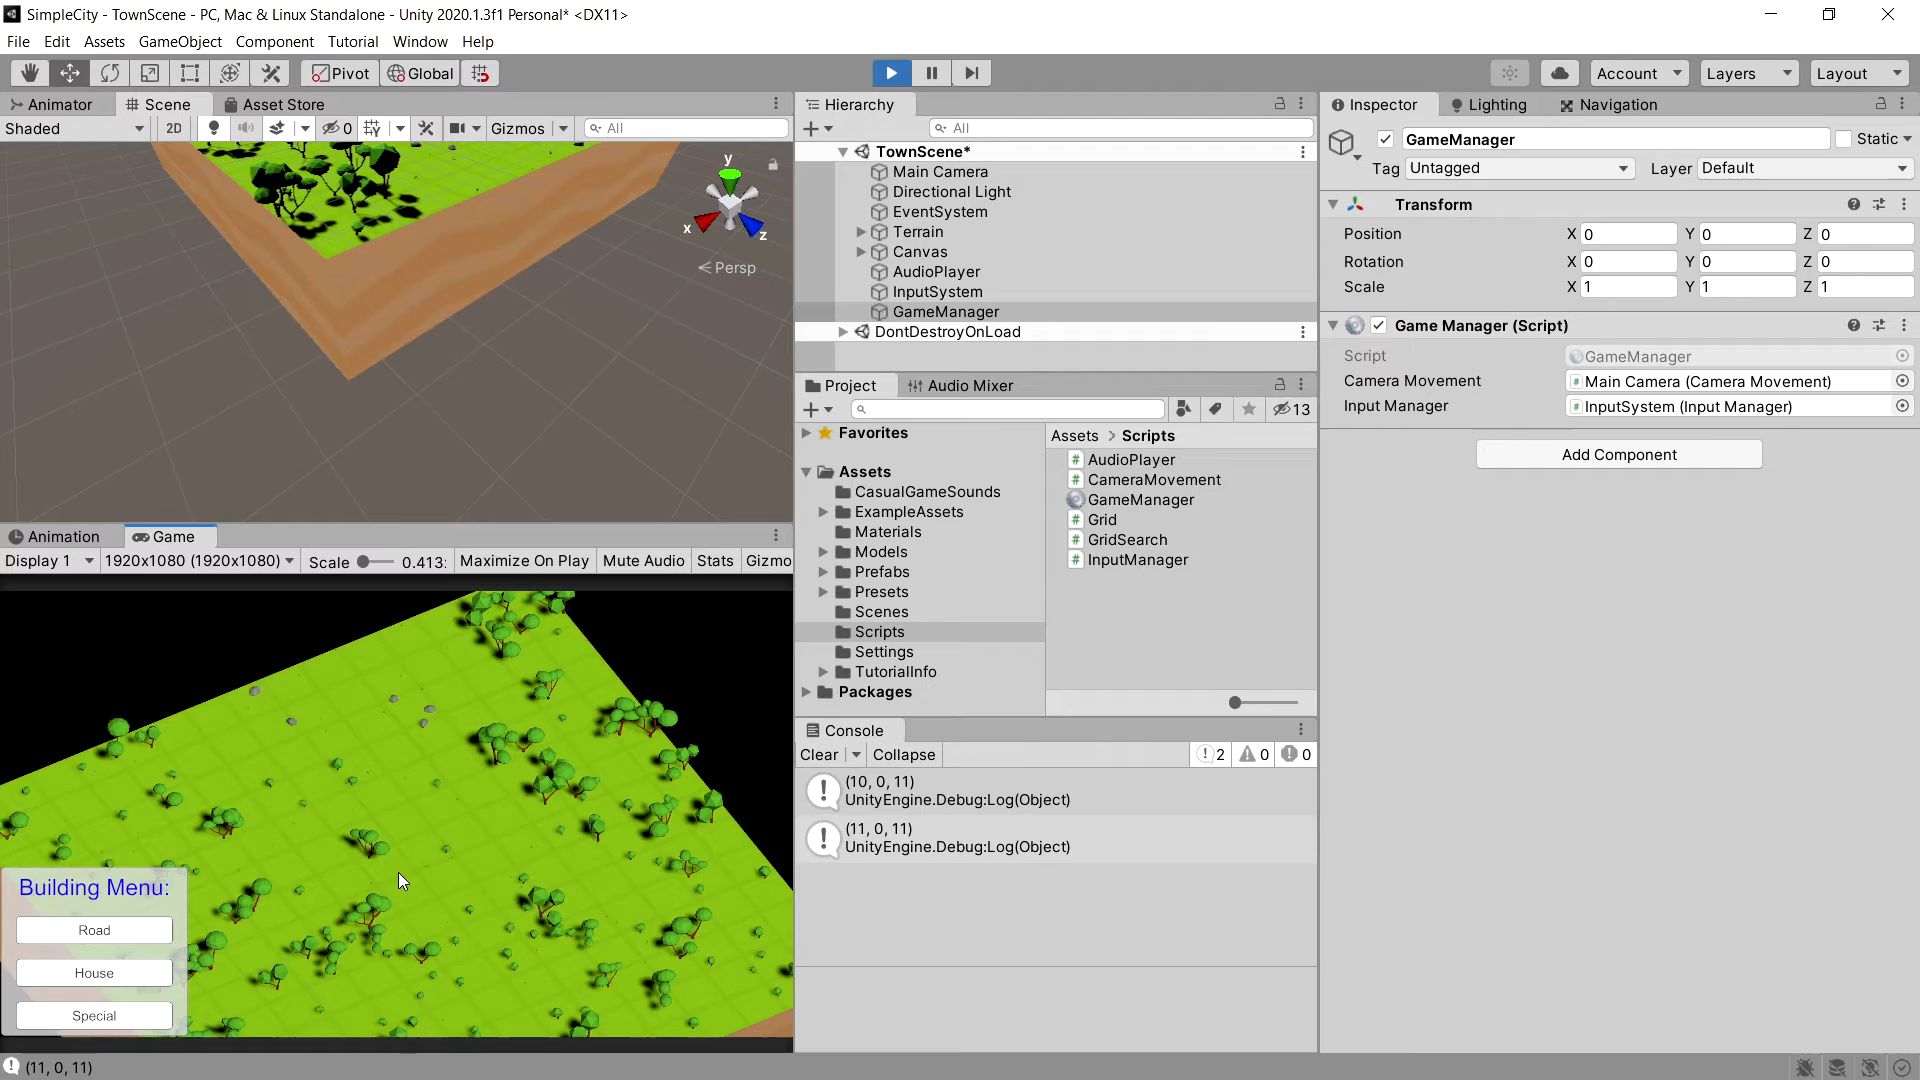 SimpleCity - TownScene - PC, Mac & Linux Standalone - Unity 2020.1.3f1 Personal* <DX11>
File Edit Assets GameObject Component Tutorial Window Help
Pivot Global Account Layers Layout
Animator Scene Asset Store
Shaded 2D 0 Gizmos All
y
x
z
Persp
Hierarchy
All
TownScene*
Main Camera
Directional Light
EventSystem
Terrain
Canvas
AudioPlayer
InputSystem
GameManager
DontDestroyOnLoad
Project Audio Mixer
13
Favorites
Assets
CasualGameSounds
ExampleAssets
Materials
Models
Prefabs
Presets
Scenes
Scripts
Settings
TutorialInfo
Packages
Assets > Scripts
AudioPlayer
CameraMovement
GameManager
Grid
GridSearch
InputManager
Console
Clear Collapse 2 0 0
(10, 0, 11)
UnityEngine.Debug:Log(Object)
(11, 0, 11)
UnityEngine.Debug:Log(Object)
Inspector Lighting Navigation
GameManager Static
Tag Untagged Layer Default
Transform
Position X 0 Y 0 Z 0
Rotation X 0 Y 0 Z 0
Scale X 1 Y 1 Z 1
Game Manager (Script)
Script GameManager
Camera Movement Main Camera (Camera Movement)
Input Manager InputSystem (Input Manager)
Add Component
Animation Game
Display 1 1920x1080 (1920x1080) Scale 0.413: Maximize On Play Mute Audio Stats Gizmo
Building Menu:
Road
House
Special
(11, 0, 11)